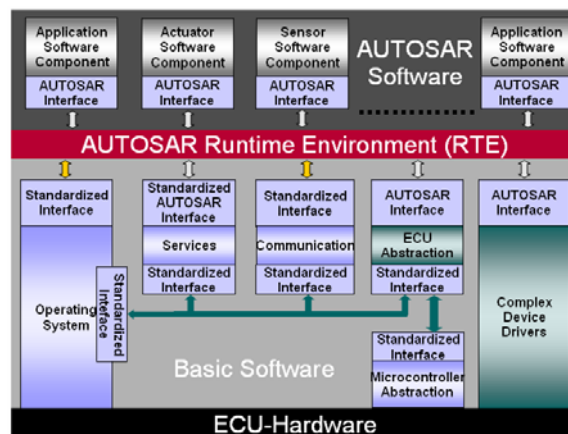 Application
Software
Component
AUTOSAR
Interface
Actuator
Software
Component
AUTOSAR
Interface
Sensor
Software
Component
AUTOSAR
Interface
AUTOSAR
Software
Application
Software
Component
AUTOSAR
Interface
AUTOSAR Runtime Environment (RTE)
Standardized
Interface
Operating
System
Standardized
Interface
Standardized
AUTOSAR
Interface
Services
Standardized
Interface
Standardized
Interface
Communication
Standardized
Interface
AUTOSAR
Interface
ECU
Abstraction
Standardized
Interface
Standardized
Interface
Microcontroller
Abstraction
AUTOSAR
Interface
Complex
Device
Drivers
Basic Software
ECU-Hardware